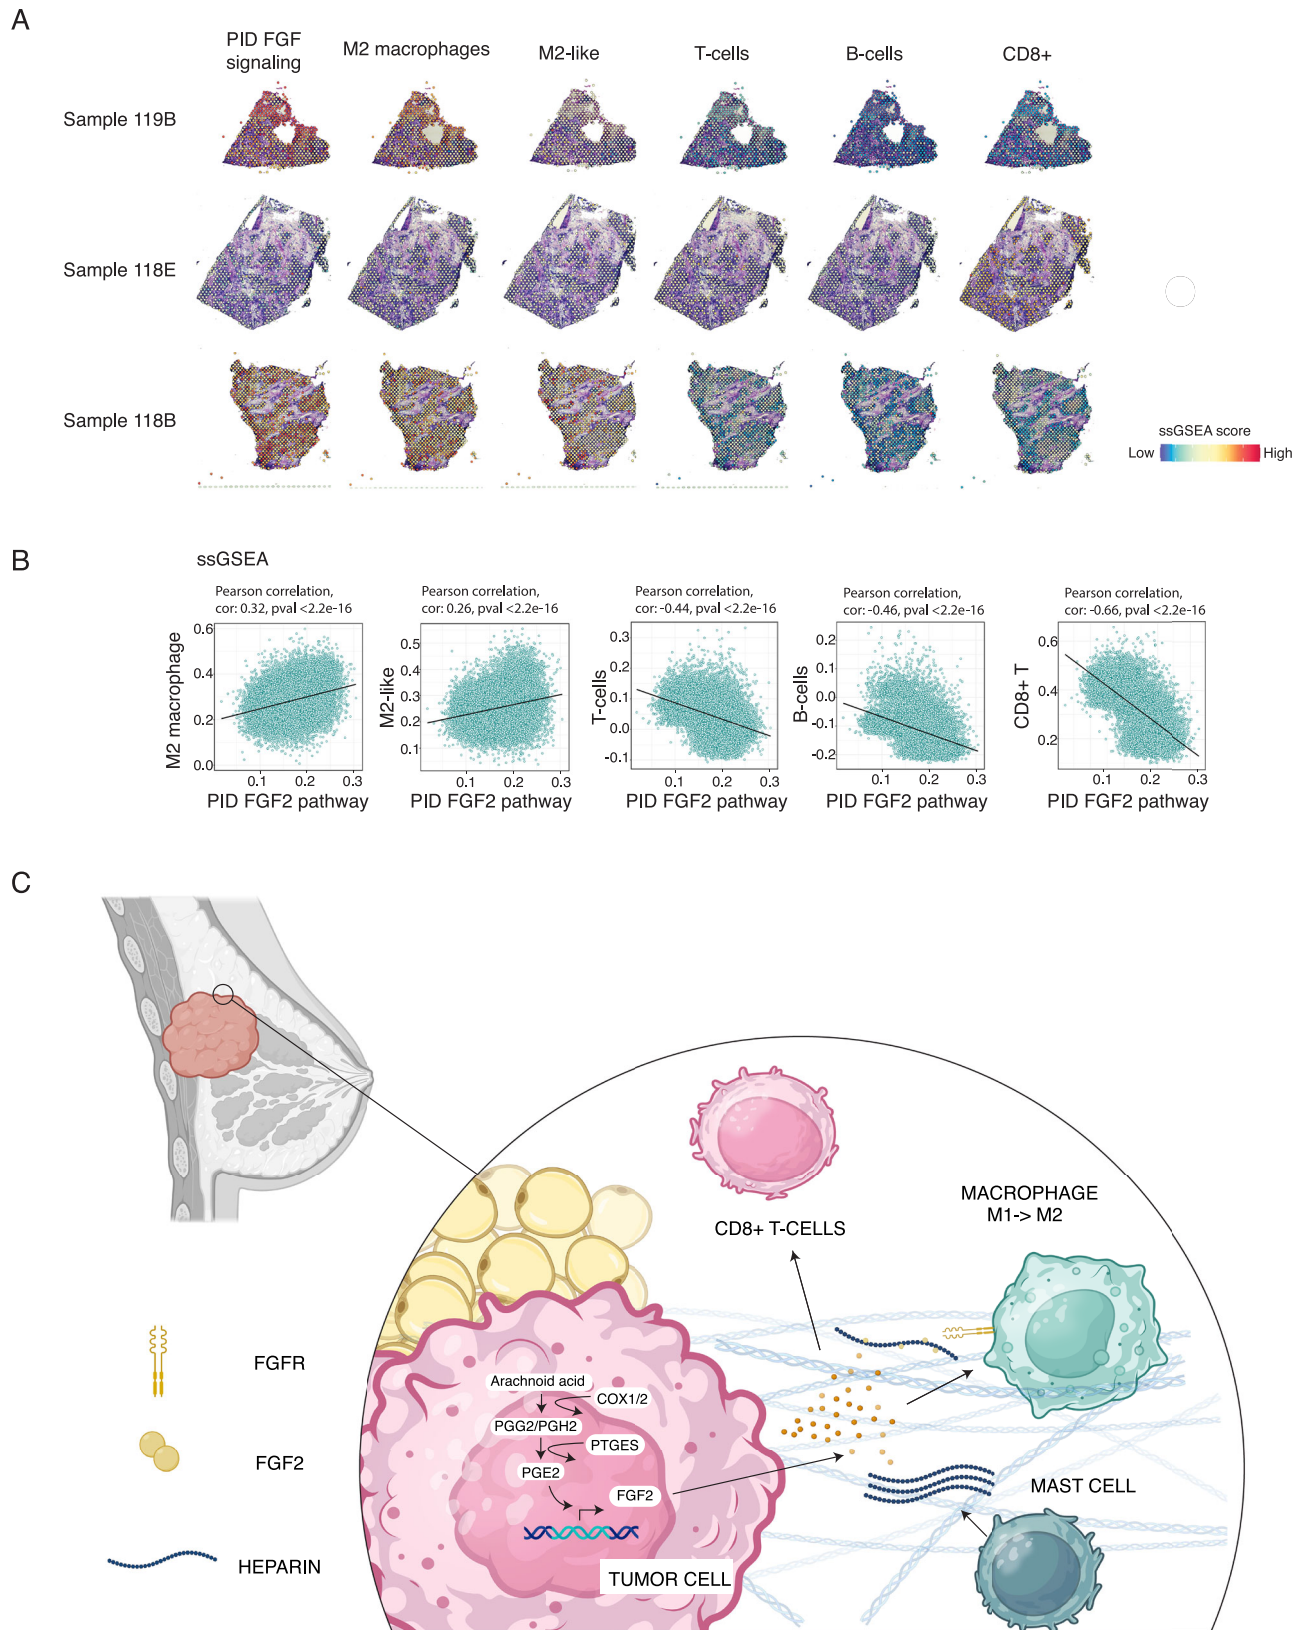 A
PID FGF
signaling
M2 macrophages
M2-like
T-cells
B-cells
CD8+
Sample 119B
Sample 118E
Sample 118B
ssGSEA score
Low
High
B
ssGSEA
Pearson correlation,
cor: 0.32, pval <2.2e-16
Pearson correlation,
cor: 0.26, pval <2.2e-16
Pearson correlation,
cor: -0.44, pval <2.2e-16
Pearson correlation,
cor: -0.46, pval <2.2e-16
Pearson correlation,
cor: -0.66, pval <2.2e-16
M2 macrophage
0.6
0.4
0.2
0.0
0.1 0.2 0.3
PID FGF2 pathway
M2-like
0.5
0.4
0.3
0.2
0.1
0.1 0.2 0.3
PID FGF2 pathway
T-cells
0.3
0.2
0.1
0.0
-0.1
0.1 0.2 0.3
PID FGF2 pathway
B-cells
0.2
0.1
0.0
-0.1
-0.2
0.1 0.2 0.3
PID FGF2 pathway
CD8+ T
0.6
0.4
0.2
0.1 0.2 0.3
PID FGF2 pathway
C
CD8+ T-CELLS
MACROPHAGE
M1-> M2
FGFR
FGF2
HEPARIN
Arachnoid acid
COX1/2
PGG2/PGH2
PTGES
PGE2
FGF2
TUMOR CELL
MAST CELL